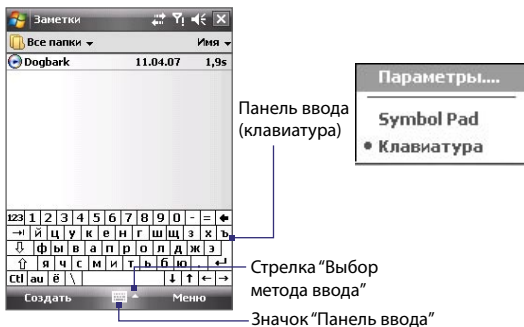 Заметки
Все папки
Имя
Dogbark 11.04.07 1,9s
Параметры....
Symbol Pad
Клавиатура
Панель ввода
(клавиатура)
123 1 2 3 4 5 6 7 8 9 0 - =
й ц у к е н г ш щ з х ъ
ф ы в а п р о л д ж э
я ч с м и т ь б ю .
Ctl au ё \
Создать
Меню
Стрелка "Выбор
метода ввода"
Значок "Панель ввода"